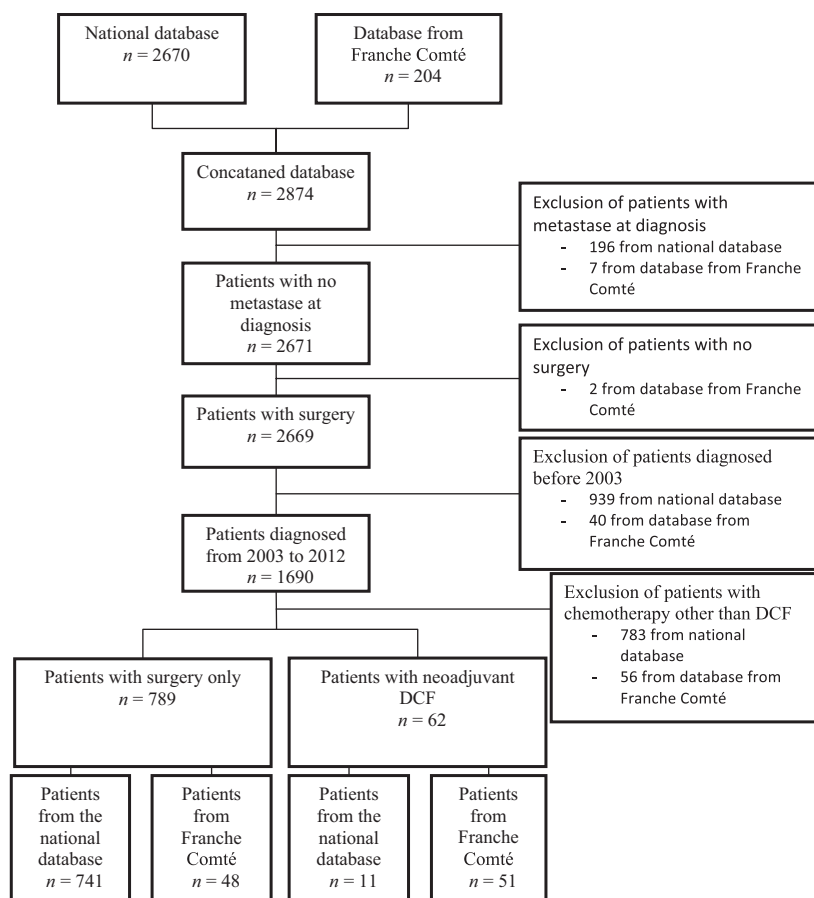 National database
n = 2670
Database from
Franche Comté
n = 204
Concataned database
n = 2874
Exclusion of patients with
metastase at diagnosis
- 196 from national database
- 7 from database from Franche
Comté
Patients with no
metastase at
diagnosis
n = 2671
Exclusion of patients with no
surgery
- 2 from database from Franche
Comté
Patients with surgery
n = 2669
Exclusion of patients diagnosed
before 2003
- 939 from national database
- 40 from database from
Franche Comté
Patients diagnosed
from 2003 to 2012
n = 1690
Exclusion of patients with
chemotherapy other than DCF
- 783 from national
database
- 56 from database from
Franche Comté
Patients with surgery only
n = 789
Patients with neoadjuvant
DCF
n = 62
Patients
from the
national
database
n = 741
Patients
from
Franche
Comté
n = 48
Patients
from the
national
database
n = 11
Patients
from
Franche
Comté
n = 51